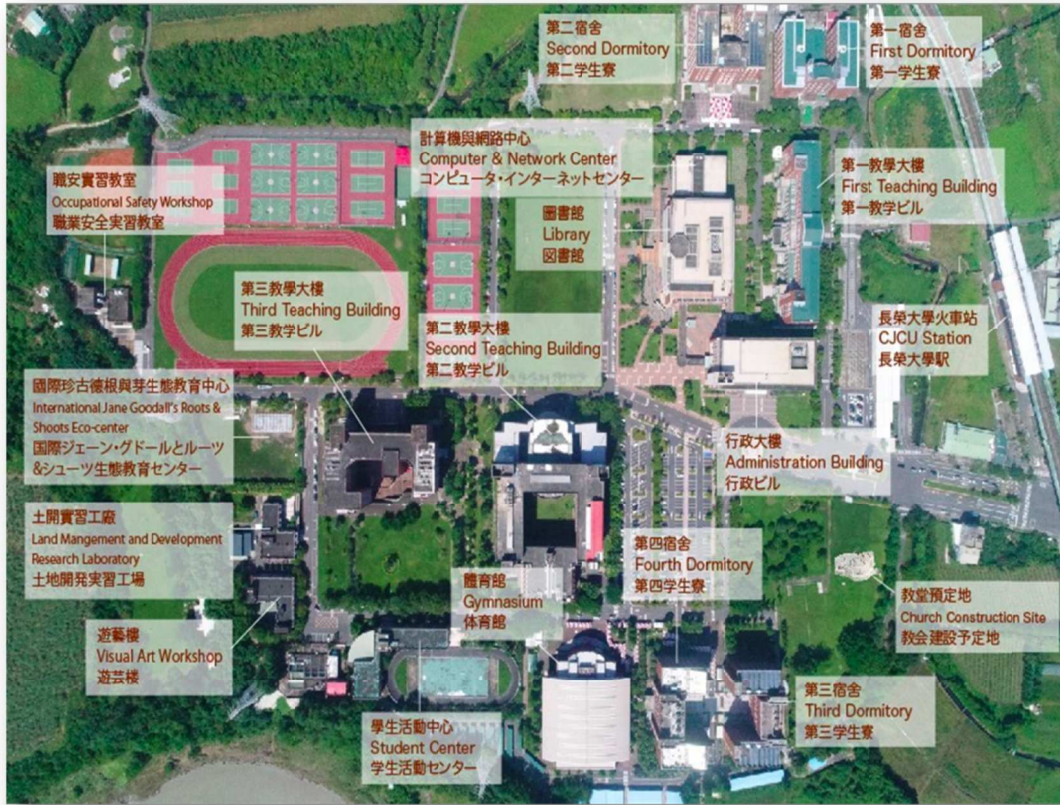 第二宿舍
Second Dormitory
第二学生寮
第一宿舍
First Dormitory
第一学生寮
計算機與網路中心
Computer & Network Center
コンピュータ・インターネットセンター
第一教學大樓
First Teaching Building
第一教学ビル
職安實習教室
Occupational Safety Workshop
職業安全実習教室
圖書館
Library
図書館
第三教學大樓
Third Teaching Building
第三教学ビル
第二教學大樓
Second Teaching Building
第二教学ビル
長榮大學火車站
CJCU Station
長榮大學駅
國際珍古德根與芽生態教育中心
International Jane Goodall's Roots &
Shoots Eco-center
国際ジェーン・グドールとルーツ
&シューツ生態教育センター
行政大樓
Administration Building
行政ビル
土開實習工廠
Land Mangement and Development
Research Laboratory
土地開発実習工場
第四宿舍
Fourth Dormitory
第四学生寮
體育館
Gymnasium
体育館
教堂預定地
Church Construction Site
教会建設予定地
遊藝樓
Visual Art Workshop
遊芸楼
第三宿舍
Third Dormitory
第三学生寮
學生活動中心
Student Center
学生活動センター